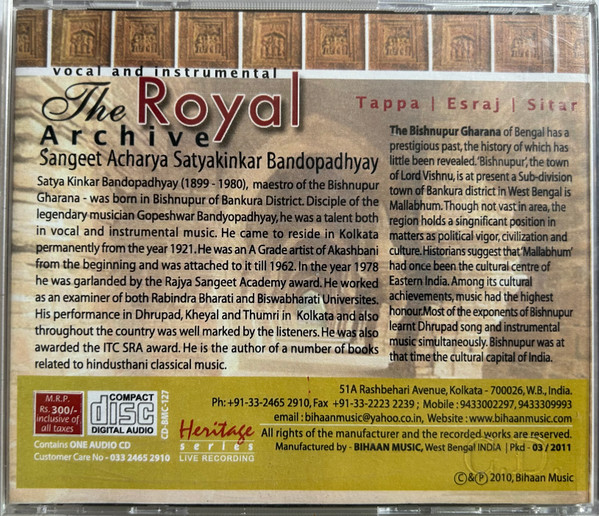 vocal and instrumental
The Royal
Archive
Tappa | Esraj | Sitar
Sangeet Acharya Satyakinkar Bandopadhyay
Satya Kinkar Bandopadhyay (1899 - 1980), maestro of the Bishnupur
Gharana - was born in Bishnupur of Bankura District. Disciple of the
legendary musician Gopeshwar Bandyopadhyay, he was a talent both
in vocal and instrumental music. He came to reside in Kolkata
permanently from the year 1921. He was an A Grade artist of Akashbani
from the beginning and was attached to it till 1962. In the year 1978
he was garlanded by the Rajya Sangeet Academy award. He worked
as an examiner of both Rabindra Bharati and Biswabharati Universites.
His performance in Dhrupad, Kheyal and Thumri in Kolkata and also
throughout the country was well marked by the listeners. He was also
awarded the ITC SRA award. He is the author of a number of books
related to hindusthani classical music.
The Bishnupur Gharana of Bengal has a
prestigious past, the history of which has
little been revealed. 'Bishnupur', the town
of Lord Vishnu, is at present a Sub-division
town of Bankura district in West Bengal is
Mallabhum. Though not vast in area, the
region holds a singnificant position in
matters as political vigor, civilization and
culture. Historians suggest that 'Mallabhum'
had once been the cultural centre of
Eastern India. Among its cultural
achievements, music had the highest
honour. Most of the exponents of Bishnupur
learnt Dhrupad song and instrumental
music simultaneously. Bishnupur was at
that time the cultural capital of India.
M.R.P.
Rs. 300/-
inclusive of
all taxes
COMPACT
disc
DIGITAL AUDIO
CD-BMC-127
Contains ONE AUDIO CD
Customer Care No - 033 2465 2910
Heritage
series
LIVE RECORDING
51A Rashbehari Avenue, Kolkata - 700026, W.B., India.
Ph: +91-33-2465 2910, Fax +91-33-2223 2239 ; Mobile : 9433002297, 9433309993
email : bihaanmusic@yahoo.co.in, Website : www.bihaanmusic.com
All rights of the manufacturer and the recorded works are reserved.
Manufactured by - BIHAAN MUSIC, West Bengal INDIA | Pkd - 03 / 2011
©&℗ 2010, Bihaan Music